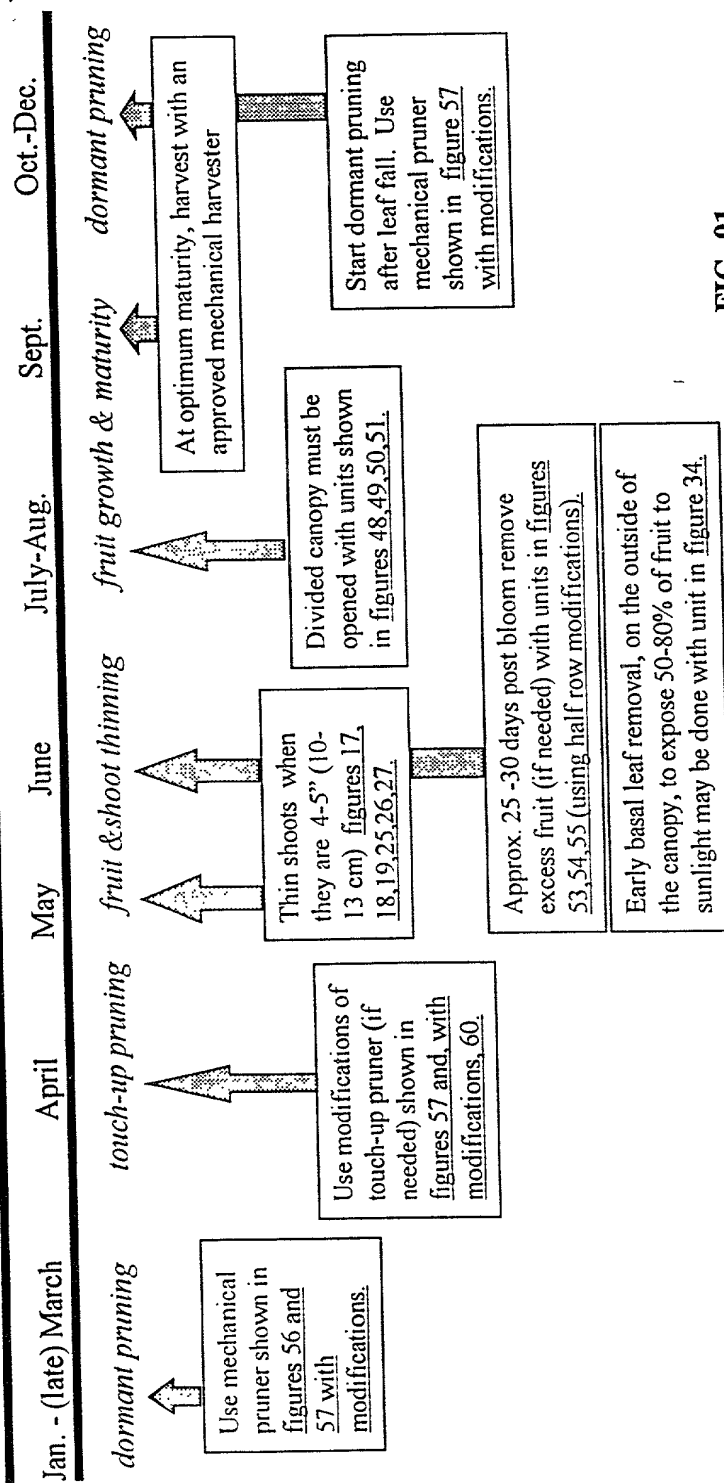 Jan. - (late) March
April
May
June
July-Aug.
Sept.
Oct.-Dec.
dormant pruning
touch-up pruning
fruit &shoot thinning
fruit growth & maturity
dormant pruning
Use mechanical
pruner shown in
figures 56 and
57 with
modifications.
Use modifications of
touch-up pruner (if
needed) shown in
figures 57 and, with
modifications, 60.
Thin shoots when
they are 4-5" (10-
13 cm) figures 17,
18,19,25,26,27.
Approx. 25 -30 days post bloom remove
excess fruit (if needed) with units in figures
53,54,55 (using half row modifications).
Early basal leaf removal, on the outside of
the canopy, to expose 50-80% of fruit to
sunlight may be done with unit in figure 34.
Divided canopy must be
opened with units shown
in figures 48,49,50,51.
At optimum maturity, harvest with an
approved mechanical harvester
Start dormant pruning
after leaf fall. Use
mechanical pruner
shown in figure 57
with modifications.